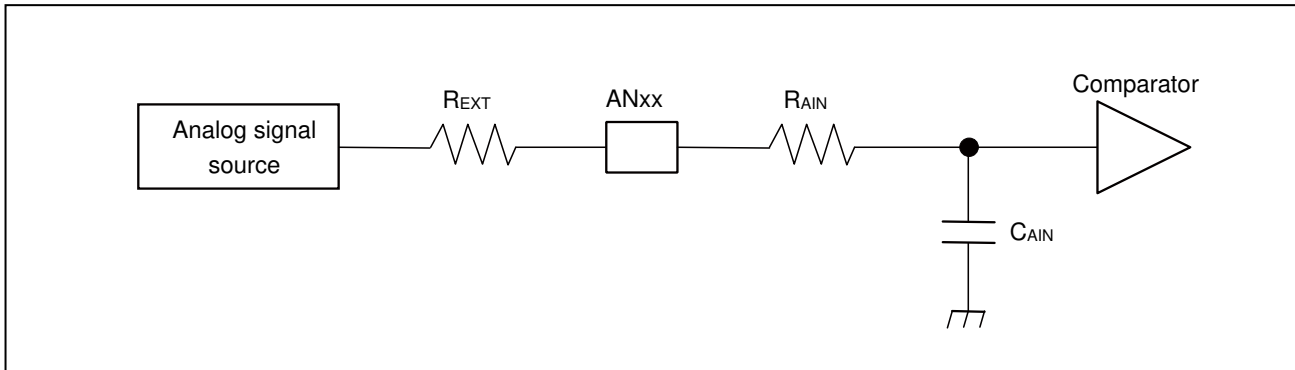 Analog signal
source
REXT
ANxx
RAIN
Comparator
CAIN